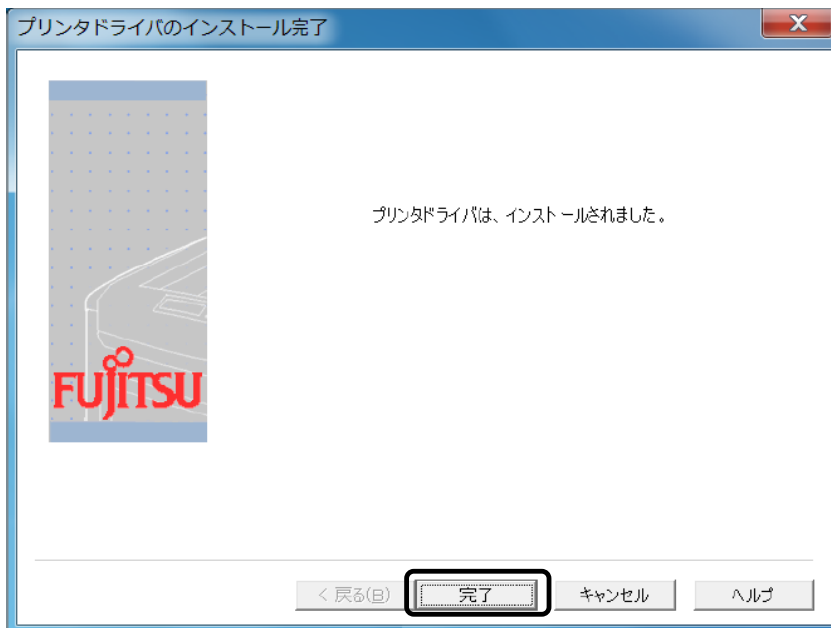 プリンタドライバのインストール完了
X
プリンタドライバは、インストールされました。
FUJITSU
< 戻る(B)
完了
キャンセル
ヘルプ